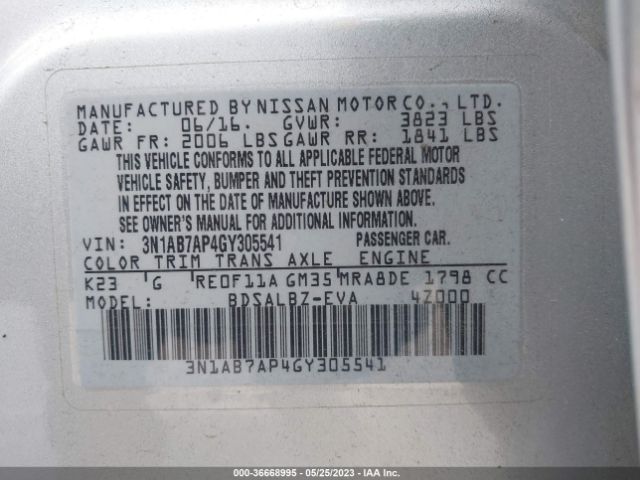 MANUFACTURED BY NISSAN MOTOR CO., LTD.
DATE: 06/16. GVWR: 3823 LBS
GAWR FR: 2006 LBS GAWR RR: 1841 LBS
THIS VEHICLE CONFORMS TO ALL APPLICABLE FEDERAL MOTOR
VEHICLE SAFETY, BUMPER AND THEFT PREVENTION STANDARDS
IN EFFECT ON THE DATE OF MANUFACTURE SHOWN ABOVE.
SEE OWNER'S MANUAL FOR ADDITIONAL INFORMATION.
VIN: 3N1AB7AP4GY305541 PASSENGER CAR.
COLOR TRIM TRANS AXLE ENGINE
K23 G RE0F11A GM35 MRA8DE 1798 CC
MODEL: BDSALBZ-EVA 4Z000
3N1AB7AP4GY305541
000-36668995 - 05/25/2023 - IAA Inc.